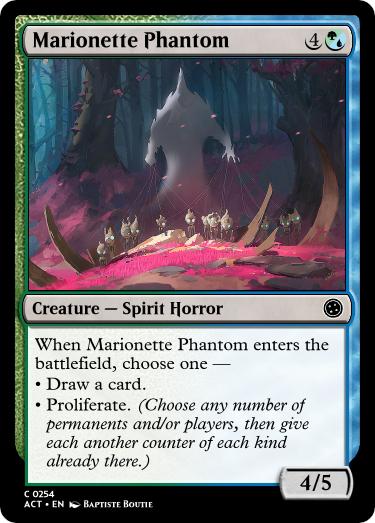 Marionette Phantom 4
Creature — Spirit Horror
When Marionette Phantom enters the
battlefield, choose one —
• Draw a card.
• Proliferate. (Choose any number of
permanents and/or players, then give
each another counter of each kind
already there.)
4/5
C 0254
ACT • EN Baptiste Boutie